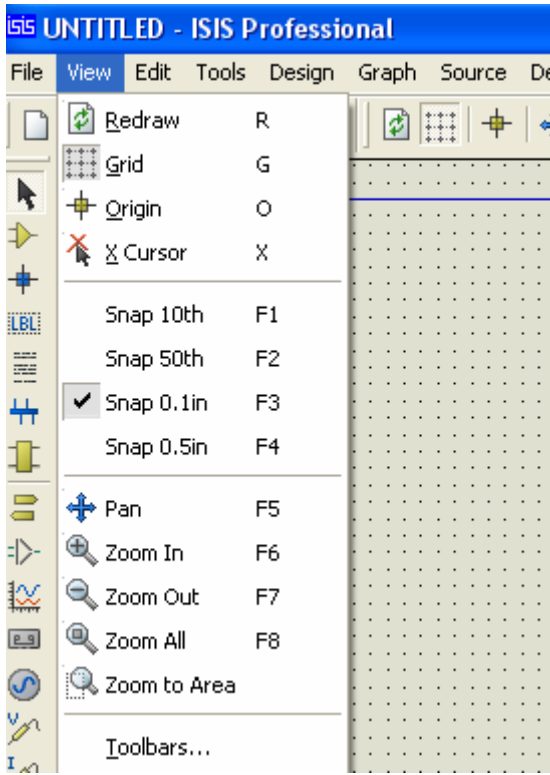 isis UNTITLED - ISIS Professional
File View Edit Tools Design Graph Source De
Redraw R
Grid G
Origin O
X Cursor X
Snap 10th F1
Snap 50th F2
LBL
Snap 0.1in F3
Snap 0.5in F4
Pan F5
Zoom In F6
Zoom Out F7
Zoom All F8
Zoom to Area
V
Toolbars...
I